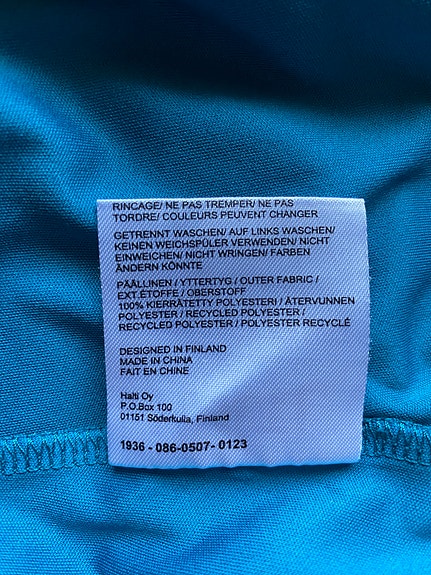 RINCAGE/ NE PAS TREMPER/ NE PAS
TORDRE/ COULEURS PEUVENT CHANGER
GETRENNT WASCHEN/ AUF LINKS WASCHEN/
KEINEN WEICHSPÜLER VERWENDEN/ NICHT
EINWEICHEN/ NICHT WRINGEN/ FARBEN
ÄNDERN KÖNNTE
PÄÄLLINEN / YTTERTYG / OUTER FABRIC /
EXT.ÉTOFFE / OBERSTOFF
100% KIERRÄTETTY POLYESTERI / ÅTERVUNNEN
POLYESTER / RECYCLED POLYESTER /
RECYCLED POLYESTER / POLYESTER RECYCLÉ
DESIGNED IN FINLAND
MADE IN CHINA
FAIT EN CHINE
Halti Oy
P.O.Box 100
01151 Söderkulla, Finland
1936 - 086-0507- 0123